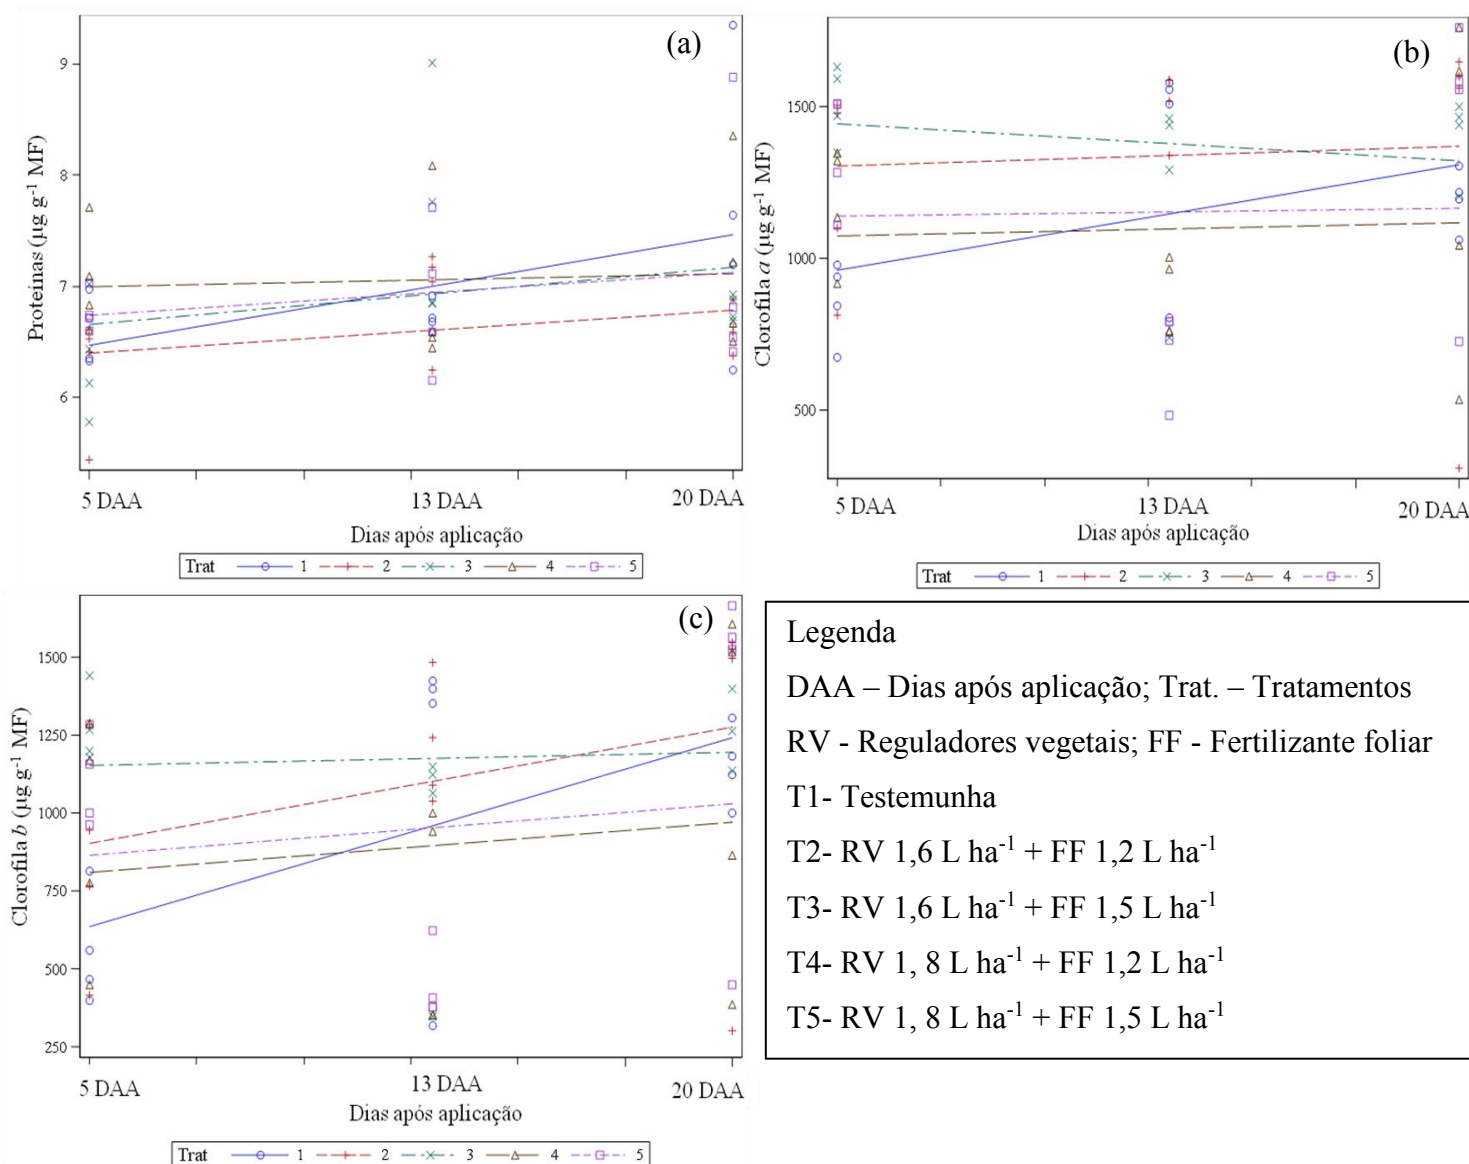 (a)
Proteinas (µg g⁻¹ MF)
9
8
7
6
5 DAA
13 DAA
20 DAA
Dias após aplicação
Trat 1 2 3 4 5
(b)
Clorofila a (µg g⁻¹ MF)
1500
1000
500
5 DAA
13 DAA
20 DAA
Dias após aplicação
Trat 1 2 3 4 5
(c)
Clorofila b (µg g⁻¹ MF)
1500
1250
1000
750
500
250
5 DAA
13 DAA
20 DAA
Dias após aplicação
Trat 1 2 3 4 5
Legenda
DAA – Dias após aplicação; Trat. – Tratamentos
RV - Reguladores vegetais; FF - Fertilizante foliar
T1- Testemunha
T2- RV 1,6 L ha⁻¹ + FF 1,2 L ha⁻¹
T3- RV 1,6 L ha⁻¹ + FF 1,5 L ha⁻¹
T4- RV 1, 8 L ha⁻¹ + FF 1,2 L ha⁻¹
T5- RV 1, 8 L ha⁻¹ + FF 1,5 L ha⁻¹